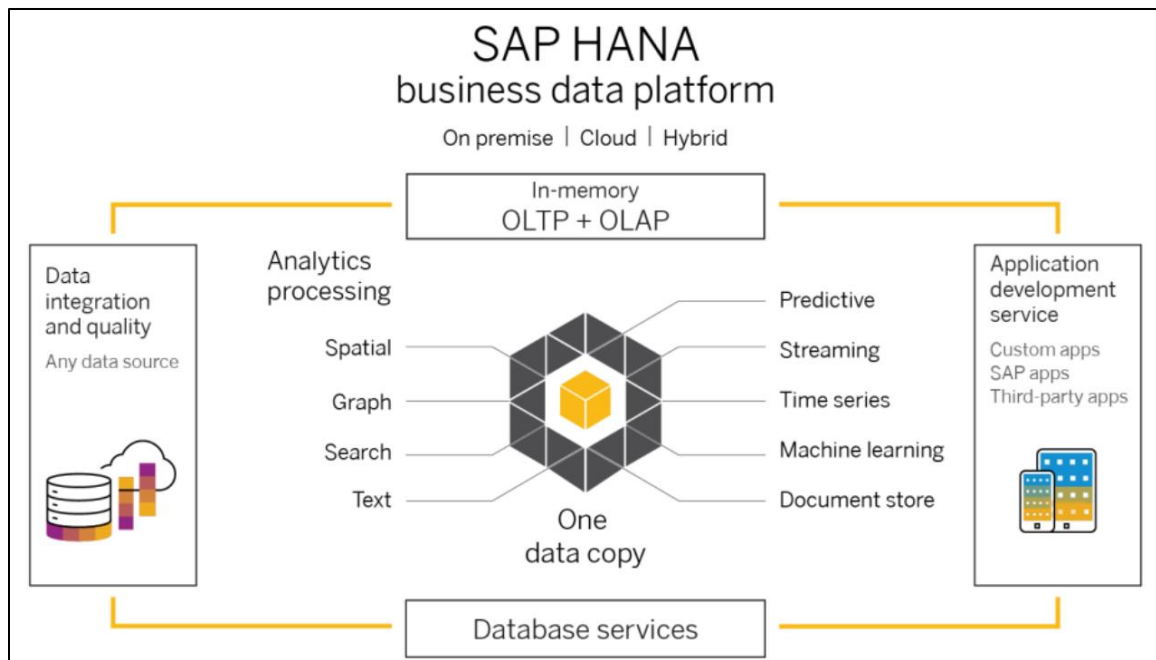 SAP HANA
business data platform
On premise | Cloud | Hybrid
In-memory
OLTP + OLAP
Data
integration
and quality
Any data source
Analytics
processing
Spatial
Graph
Search
Text
Predictive
Streaming
Time series
Machine learning
Document store
One
data copy
Application
development
service
Custom apps
SAP apps
Third-party apps
Database services